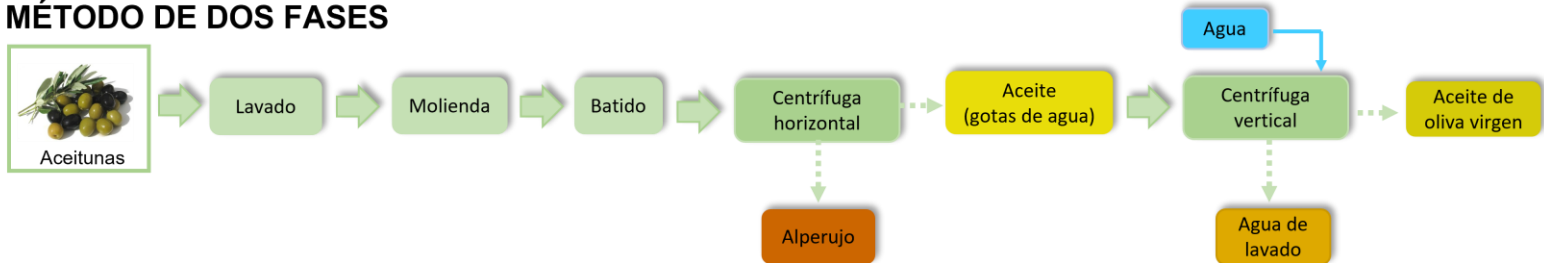 MÉTODO DE DOS FASES
Aceitunas
Lavado
Molienda
Batido
Centrífuga
horizontal
Alperujo
Aceite
(gotas de agua)
Agua
Centrífuga
vertical
Agua de
lavado
Aceite de
oliva virgen